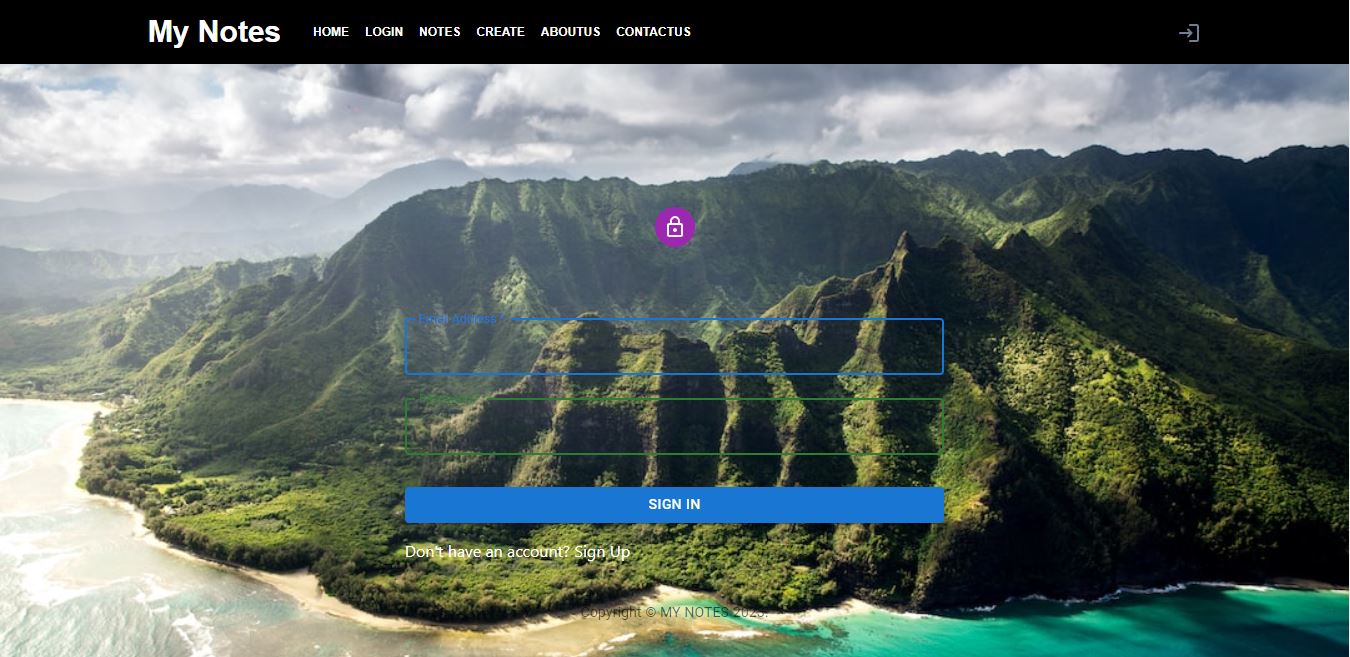 My Notes
HOME LOGIN NOTES CREATE ABOUTUS CONTACTUS
Email Address *
SIGN IN
Don't have an account? Sign Up
Copyright © MY NOTES 2023.